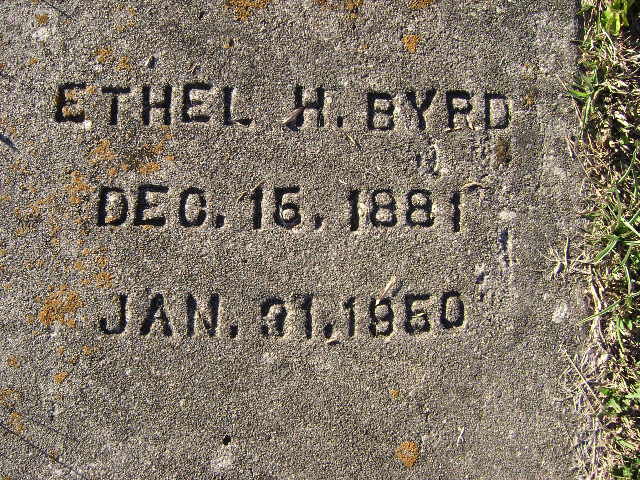 ETHEL H. BYRD
DEC. 15, 1881
JAN. 31, 1950